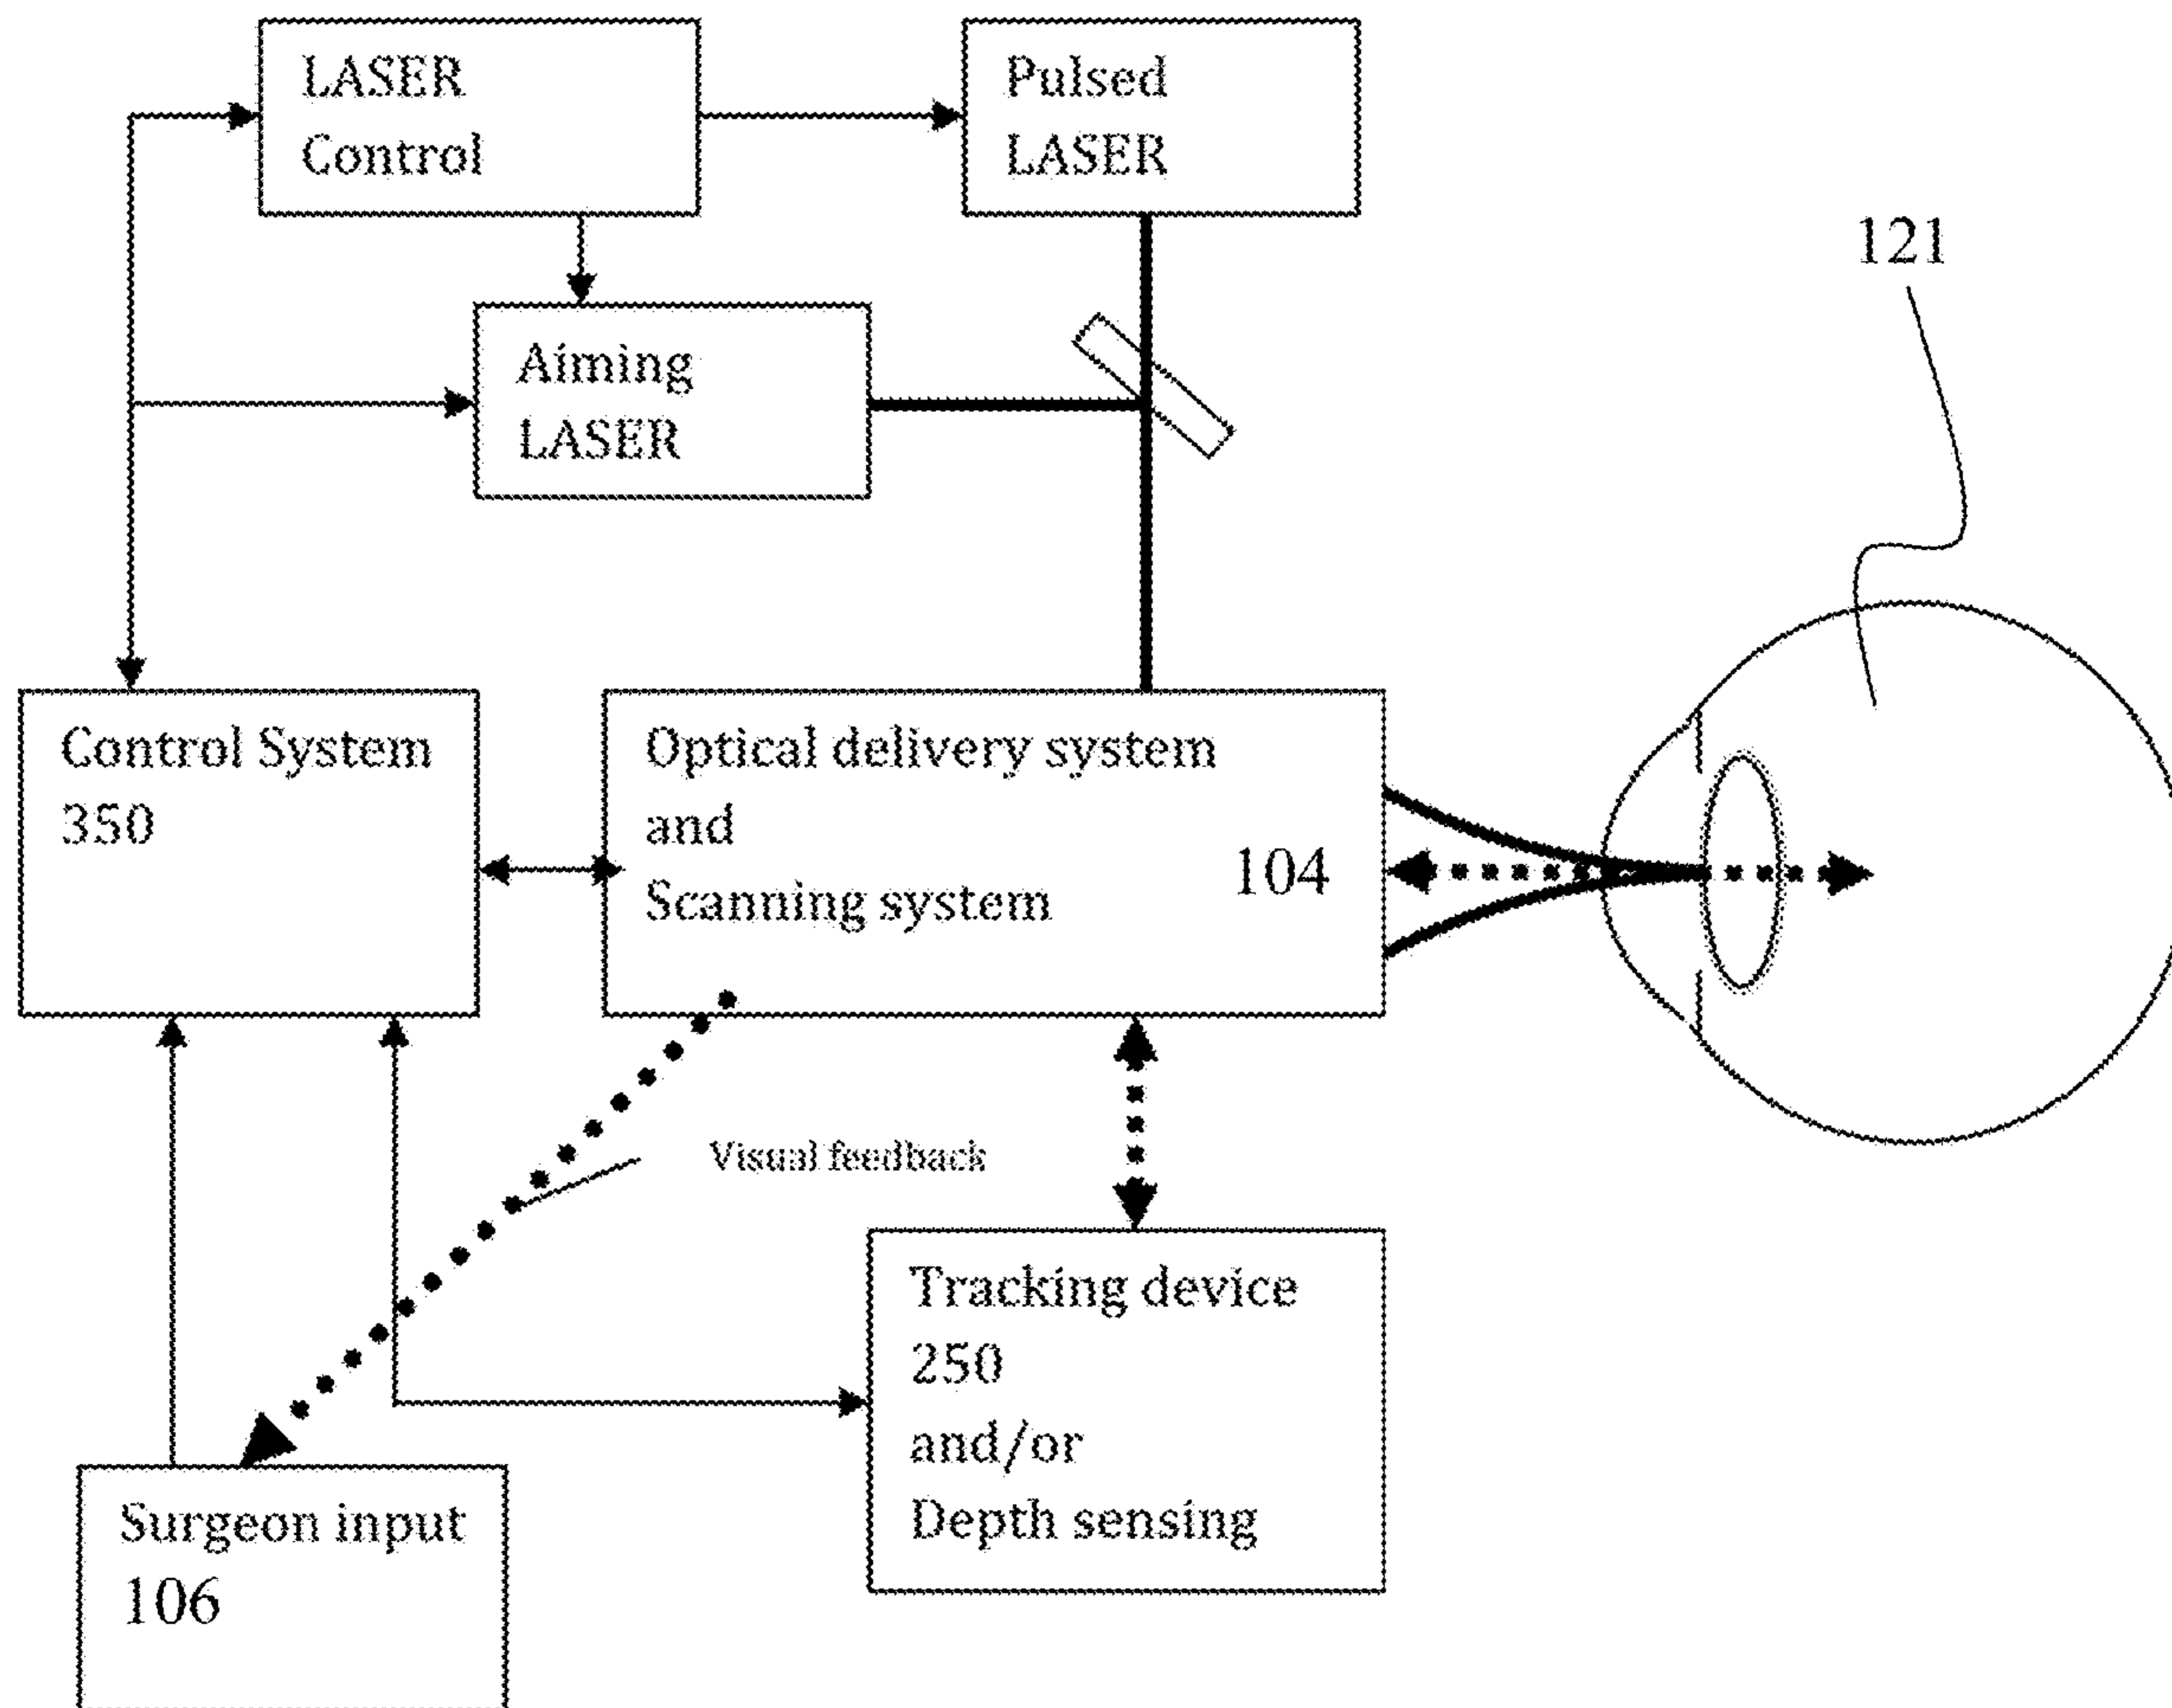 LASER
Control
Pulsed
LASER
121
Aiming
LASER
Control System
350
Optical delivery system
and
Scanning system
104
Visual feedback
Tracking device
250
and/or
Depth sensing
Surgeon input
106